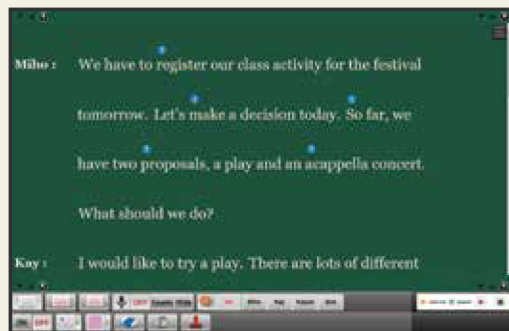 Miho : We have to register our class activity for the festival
tomorrow. Let's make a decision today. So far, we
have two proposals, a play and an acappella concert.
What should we do?
Kay : I would like to try a play. There are lots of different
OFF
OFF